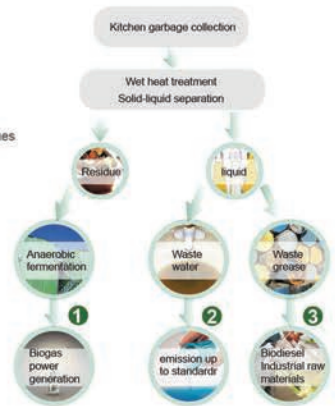 Kitchen garbage collection
Wet heat treatment
Solid-liquid separation
Residue
liquid
Anaerobic
fermentation
Waste
water
Waste
grease
1
2
3
Biogas
power
generation
emission up
to standardr
Biodiesel
Industrial raw
materials